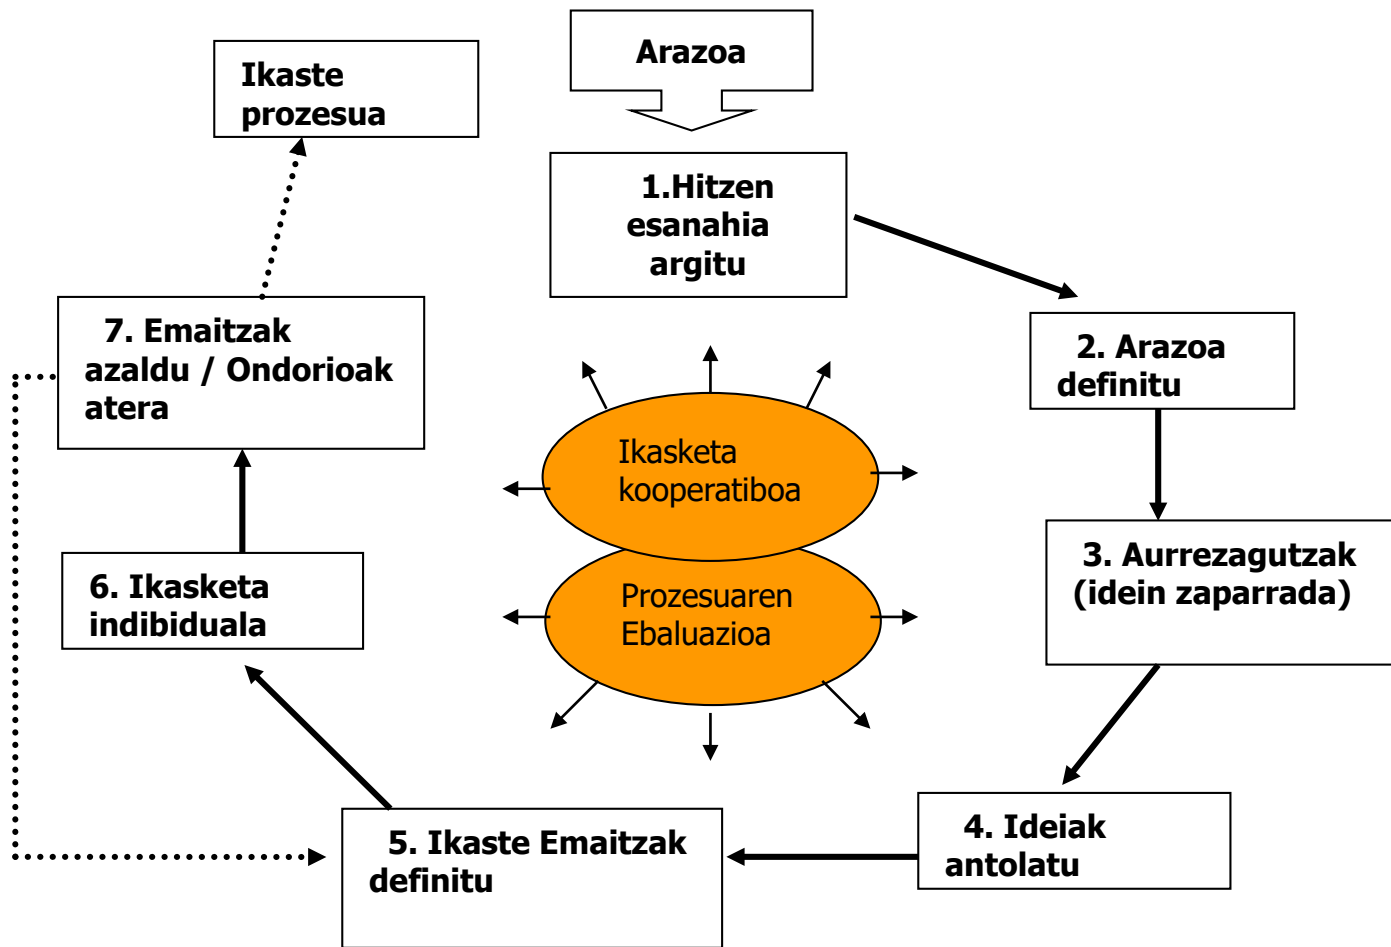 Arazoa
Ikaste
prozesua
1.Hitzen
esanahia
argitu
2. Arazoa
definitu
3. Aurrezagutzak
(idein zaparrada)
4. Ideiak
antolatu
5. Ikaste Emaitzak
definitu
6. Ikasketa
indibiduala
7. Emaitzak
azaldu / Ondorioak
atera
Ikasketa
kooperatiboa
Prozesuaren
Ebaluazioa